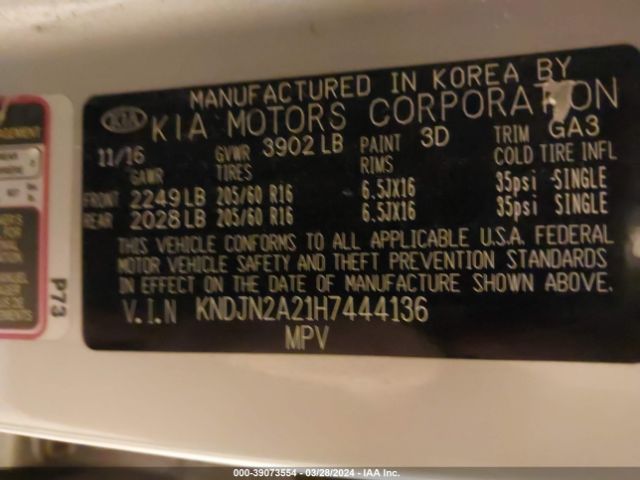 MANUFACTURED IN KOREA BY
KIA KIA MOTORS CORPORATION
11/16 GVWR 3902 LB PAINT 3D TRIM GA3
GAWR TIRES RIMS COLD TIRE INFL
FRONT 2249 LB 205/60 R16 6.5JX16 35psi SINGLE
REAR 2028 LB 205/60 R16 6.5JX16 35psi SINGLE
THIS VEHICLE CONFORMS TO ALL APPLICABLE U.S.A. FEDERAL
MOTOR VEHICLE SAFETY AND THEFT PREVENTION STANDARDS
IN EFFECT ON THE DATE OF MANUFACTURE SHOWN ABOVE.
V.I.N KNDJN2A21H7444136
MPV
P73
000-39073554 - 03/28/2024 - IAA Inc.